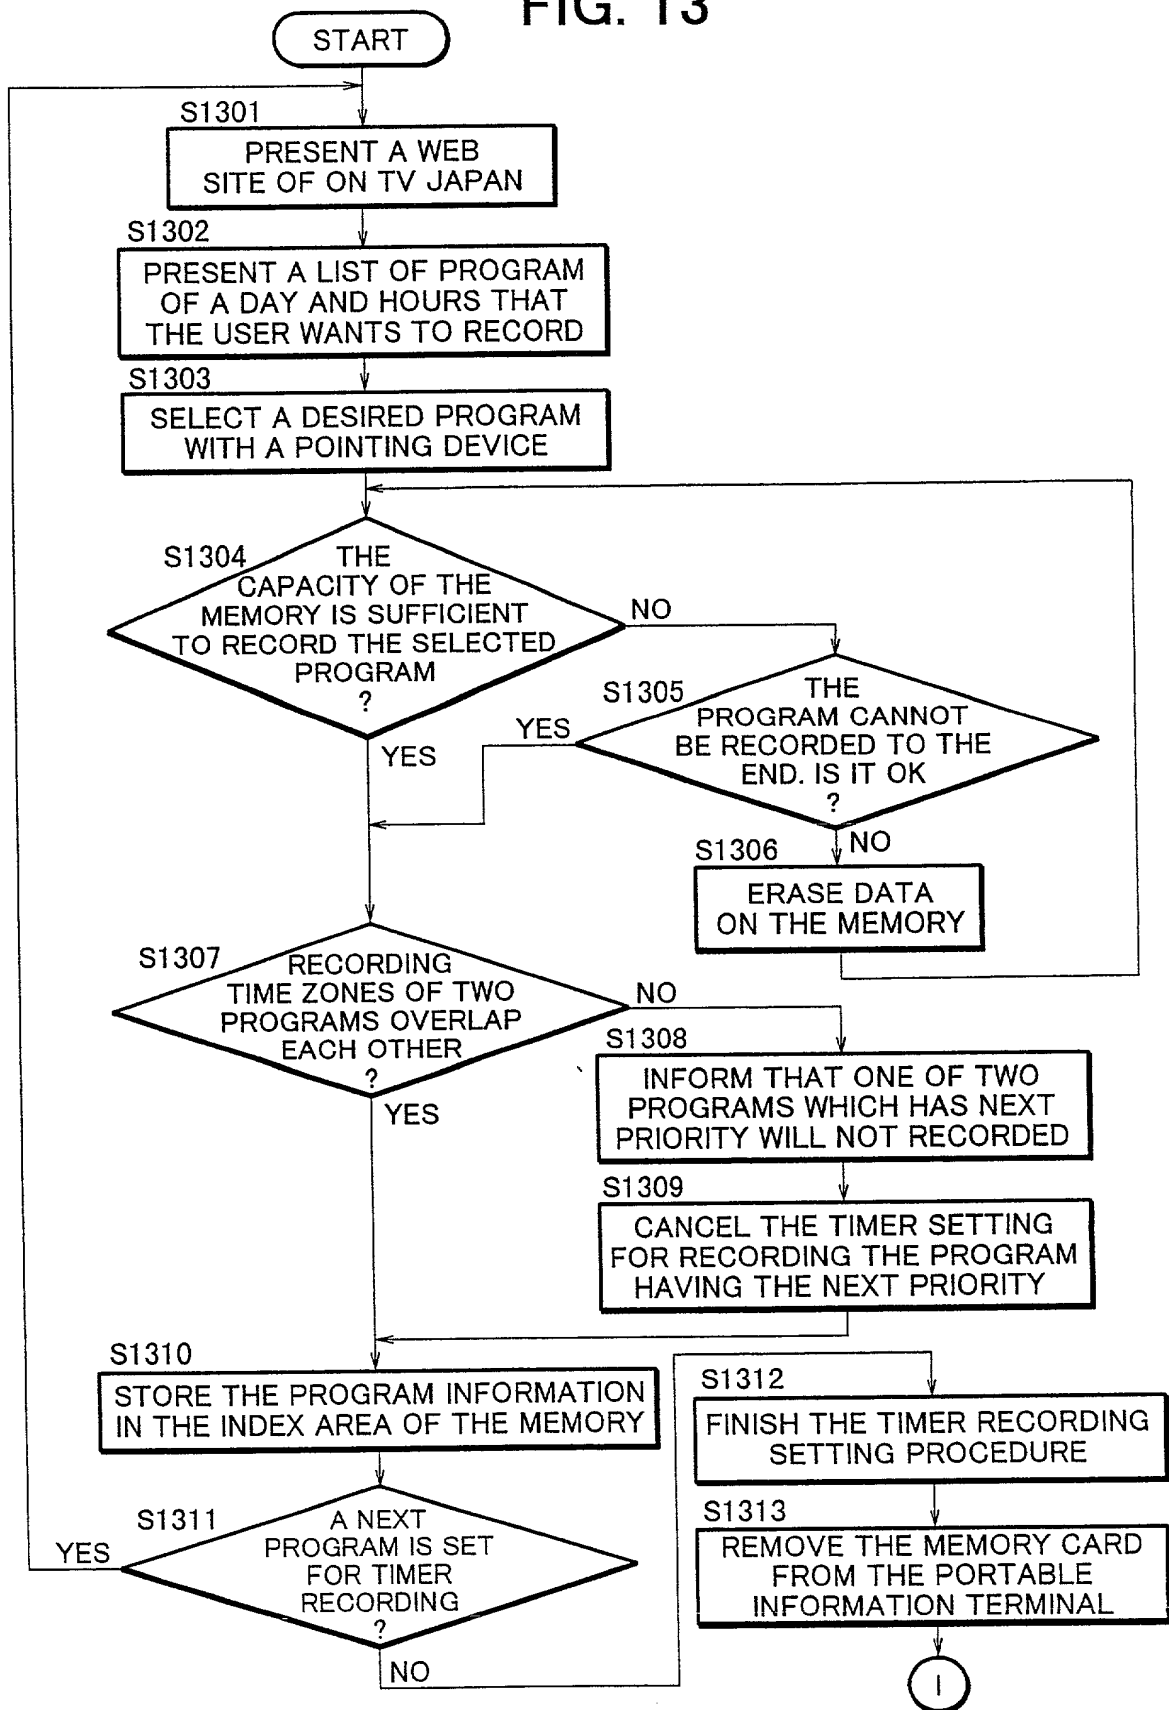 FIG. 13
START
S1301
PRESENT A WEB
SITE OF ON TV JAPAN
S1302
PRESENT A LIST OF PROGRAM
OF A DAY AND HOURS THAT
THE USER WANTS TO RECORD
S1303
SELECT A DESIRED PROGRAM
WITH A POINTING DEVICE
S1304
THE
CAPACITY OF THE
MEMORY IS SUFFICIENT
TO RECORD THE SELECTED
PROGRAM
?
NO
YES
S1305
THE
PROGRAM CANNOT
BE RECORDED TO THE
END. IS IT OK
?
YES
NO
S1306
ERASE DATA
ON THE MEMORY
S1307
RECORDING
TIME ZONES OF TWO
PROGRAMS OVERLAP
EACH OTHER
?
NO
YES
S1308
INFORM THAT ONE OF TWO
PROGRAMS WHICH HAS NEXT
PRIORITY WILL NOT RECORDED
S1309
CANCEL THE TIMER SETTING
FOR RECORDING THE PROGRAM
HAVING THE NEXT PRIORITY
S1310
STORE THE PROGRAM INFORMATION
IN THE INDEX AREA OF THE MEMORY
S1311
A NEXT
PROGRAM IS SET
FOR TIMER
RECORDING
?
YES
NO
S1312
FINISH THE TIMER RECORDING
SETTING PROCEDURE
S1313
REMOVE THE MEMORY CARD
FROM THE PORTABLE
INFORMATION TERMINAL
I